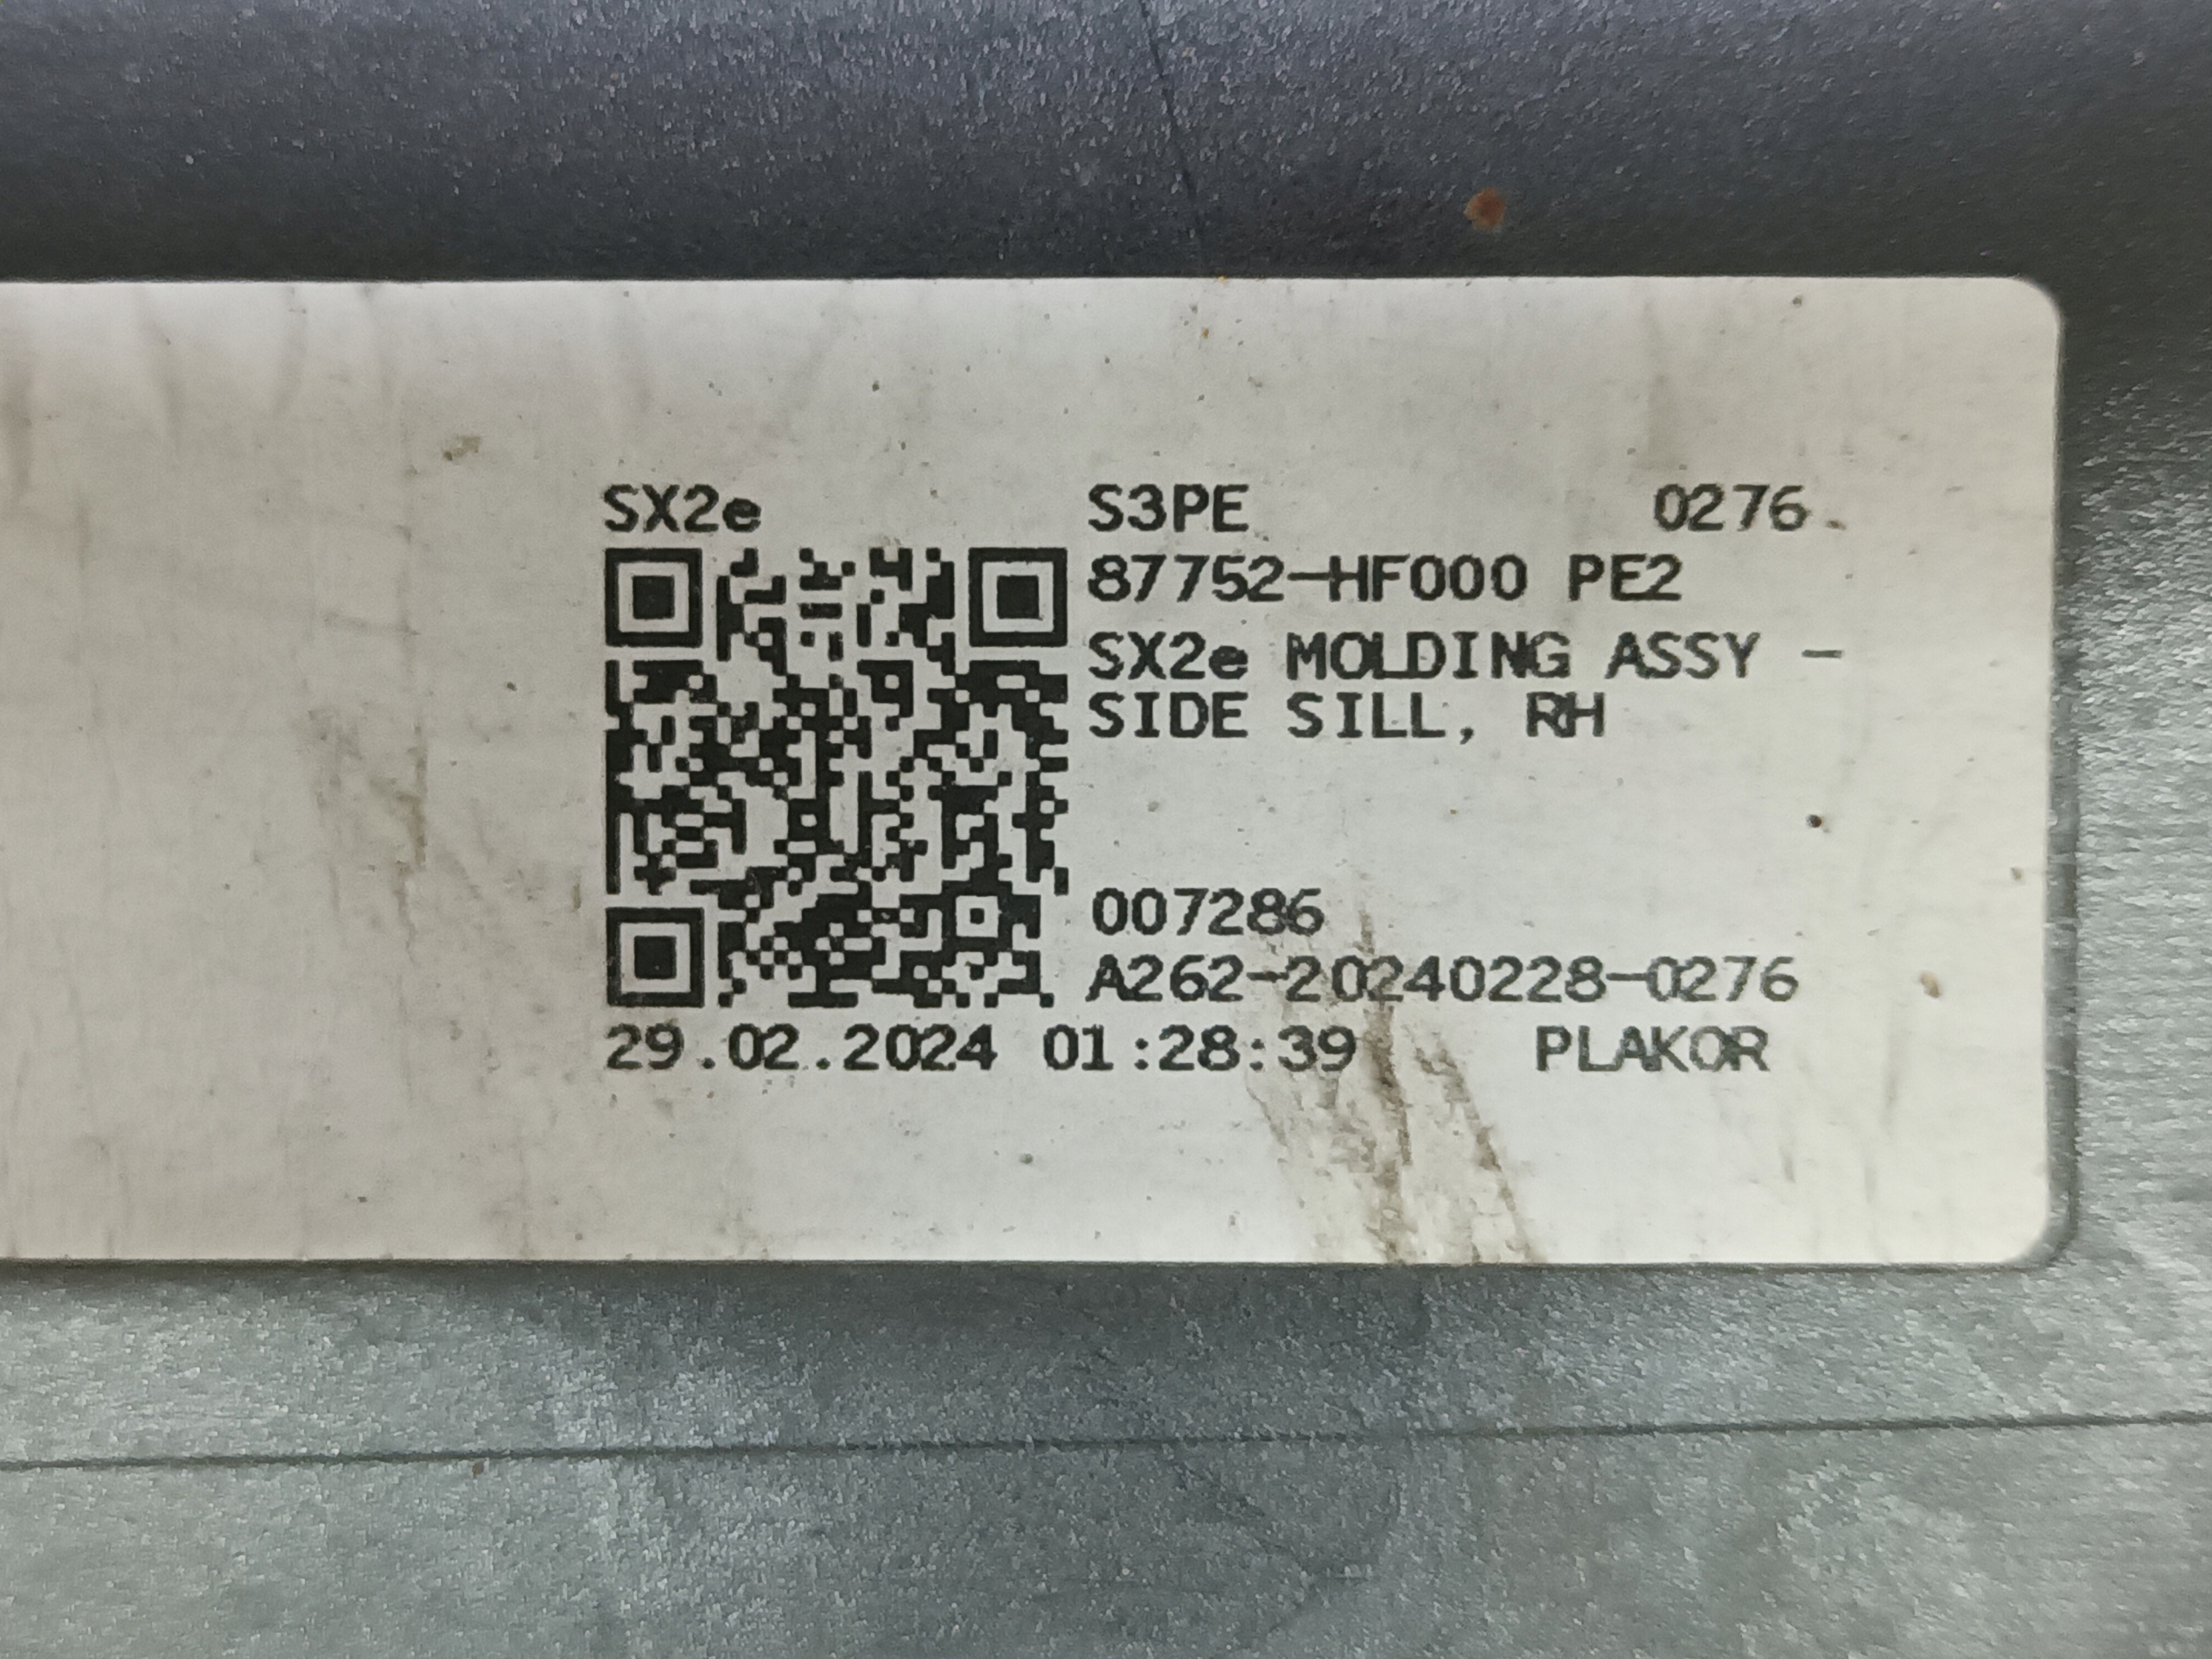 SX2e S3PE 0276
87752-HF000 PE2
SX2e MOLDING ASSY -
SIDE SILL, RH
007286
A262-20240228-0276
29.02.2024 01:28:39 PLAKOR